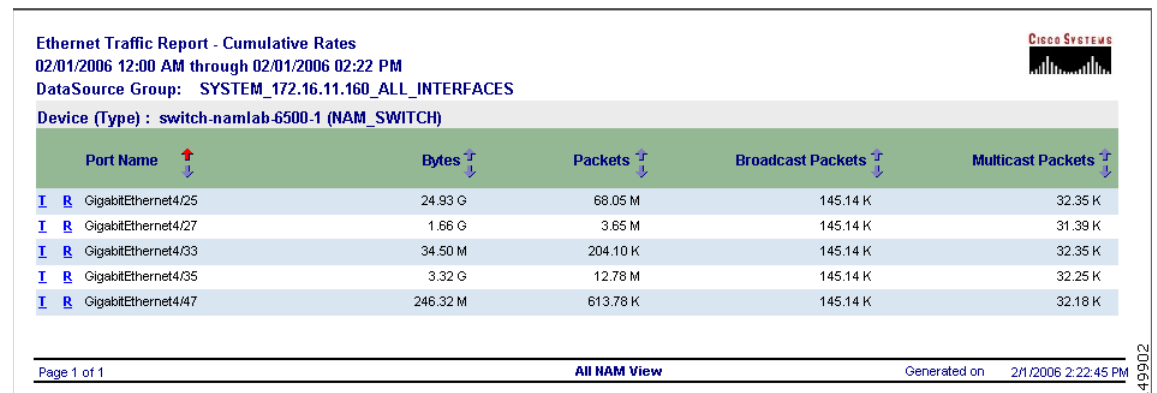 Ethernet Traffic Report - Cumulative Rates
CISCO SYSTEMS
02/01/2006 12:00 AM through 02/01/2006 02:22 PM
DataSource Group: SYSTEM_172.16.11.160_ALL_INTERFACES
Device (Type) : switch-namlab-6500-1 (NAM_SWITCH)
Port Name Bytes Packets Broadcast Packets Multicast Packets
T R GigabitEthernet4/25 24.93 G 68.05 M 145.14 K 32.35 K
T R GigabitEthernet4/27 1.66 G 3.65 M 145.14 K 31.39 K
T R GigabitEthernet4/33 34.50 M 204.10 K 145.14 K 32.35 K
T R GigabitEthernet4/35 3.32 G 12.78 M 145.14 K 32.25 K
T R GigabitEthernet4/47 246.32 M 613.78 K 145.14 K 32.18 K
Page 1 of 1 All NAM View Generated on 2/1/2006 2:22:45 PM